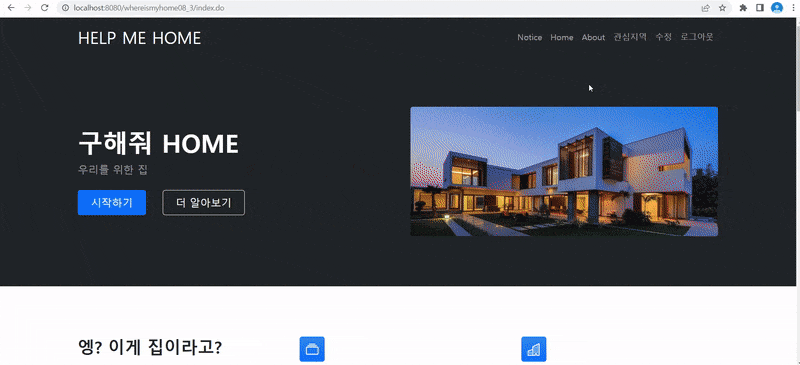 localhost:8080/whereismyhome08_3/index.do
HELP ME HOME
Notice Home About 관심지역 수정 로그아웃
구해줘 HOME
우리를 위한 집
시작하기 더 알아보기
엥? 이게 집이라고?